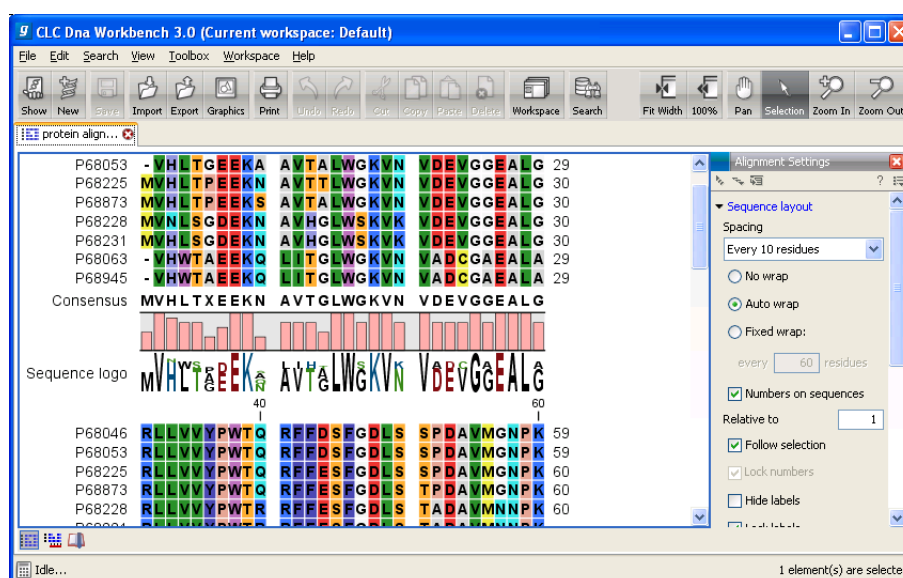 CLC Dna Workbench 3.0 (Current workspace: Default)
File Edit Search View Toolbox Workspace Help
Show New Save Import Export Graphics Print Undo Redo Cut Copy Paste Delete Workspace Search Fit Width 100% Pan Selection Zoom In Zoom Out
protein align...
Alignment Settings
P68053 -VHLTGEEKA AVTALWGKVN VDEVGGEALG 29
P68225 MVHLTPEEKN AVTTLWGKVN VDEVGGEALG 30
P68873 MVHLTPEEKS AVTALWGKVN VDEVGGEALG 30
P68228 MVNLSGDEKN AVHGLWSKVK VDEVGGEALG 30
P68231 MVHLSGDEKN AVHGLWSKVK VDEVGGEALG 30
P68063 -VHWTAEEKQ LITGLWGKVN VADCGAEALA 29
P68945 -VHWTAEEKQ LITGLWGKVN VADCGAEALA 29
Consensus MVHLTXEEKN AVTGLWGKVN VDEVGGEALG
Sequence logo
40 60
P68046 RLLVVYPWTQ RFFDSFGDLS SPDAVMGNPK 59
P68053 RLLVVYPWTQ RFFDSFGDLS SPDAVMGNPK 59
P68225 RLLVVYPWTQ RFFESFGDLS SPDAVMGNPK 60
P68873 RLLVVYPWTQ RFFESFGDLS TPDAVMGNPK 60
P68228 RLLVVYPWTR RFFESFGDLS TADAVMNNPK 60
?
Sequence layout
Spacing
Every 10 residues
No wrap
Auto wrap
Fixed wrap:
every 60 residues
Numbers on sequences
Relative to 1
Follow selection
Lock numbers
Hide labels
Idle...
1 element(s) are selecte